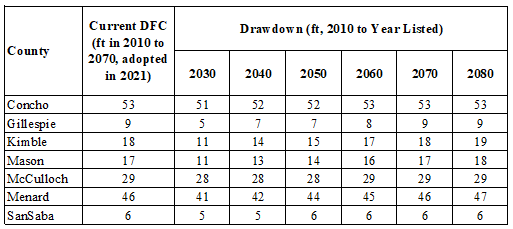 County
Current DFC
(ft in 2010 to
2070, adopted
in 2021)
Drawdown (ft, 2010 to Year Listed)
2030 2040 2050 2060 2070 2080
Concho 53 51 52 52 53 53 53
Gillespie 9 5 7 7 8 9 9
Kimble 18 11 14 15 17 18 19
Mason 17 11 13 14 16 17 18
McCulloch 29 28 28 28 29 29 29
Menard 46 41 42 44 45 46 47
SanSaba 6 5 5 6 6 6 6